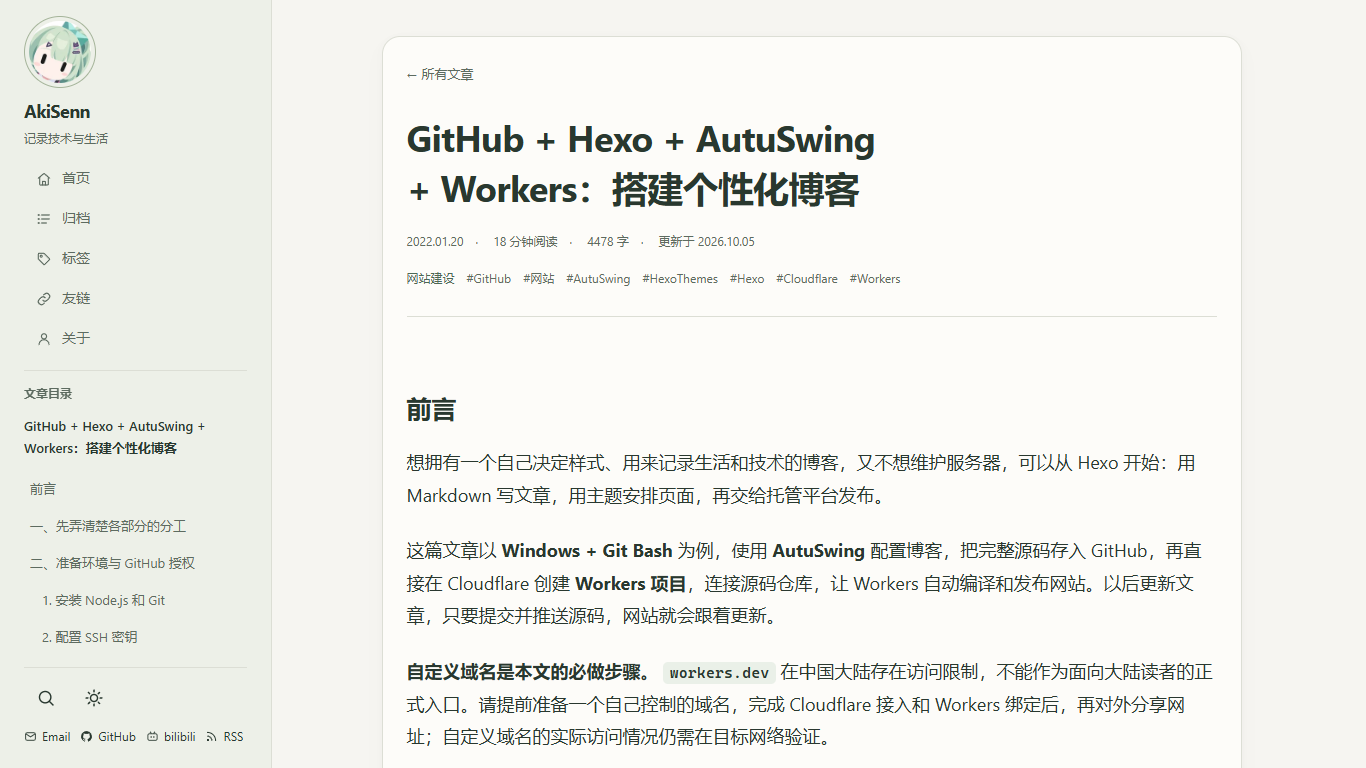 AkiSenn
记录技术与生活
首页
归档
标签
友链
关于
文章目录
GitHub + Hexo + AutuSwing +
Workers：搭建个性化博客
前言
一、先弄清楚各部分的分工
二、准备环境与 GitHub 授权
1. 安装 Node.js 和 Git
2. 配置 SSH 密钥
Email GitHub bilibili RSS
← 所有文章
GitHub + Hexo + AutuSwing
+ Workers：搭建个性化博客
2022.01.20 · 18 分钟阅读 · 4478 字 · 更新于 2026.10.05
网站建设 #GitHub #网站 #AutuSwing #HexoThemes #Hexo #Cloudflare #Workers
前言
想拥有一个自己决定样式、用来记录生活和技术的博客，又不想维护服务器，可以从 Hexo 开始：用
Markdown 写文章，用主题安排页面，再交给托管平台发布。
这篇文章以 Windows + Git Bash 为例，使用 AutuSwing 配置博客，把完整源码存入 GitHub，再直
接在 Cloudflare 创建 Workers 项目，连接源码仓库，让 Workers 自动编译和发布网站。以后更新文
章，只要提交并推送源码，网站就会跟着更新。
自定义域名是本文的必做步骤。 workers.dev 在中国大陆存在访问限制，不能作为面向大陆读者的正
式入口。请提前准备一个自己控制的域名，完成 Cloudflare 接入和 Workers 绑定后，再对外分享网
址；自定义域名的实际访问情况仍需在目标网络验证。